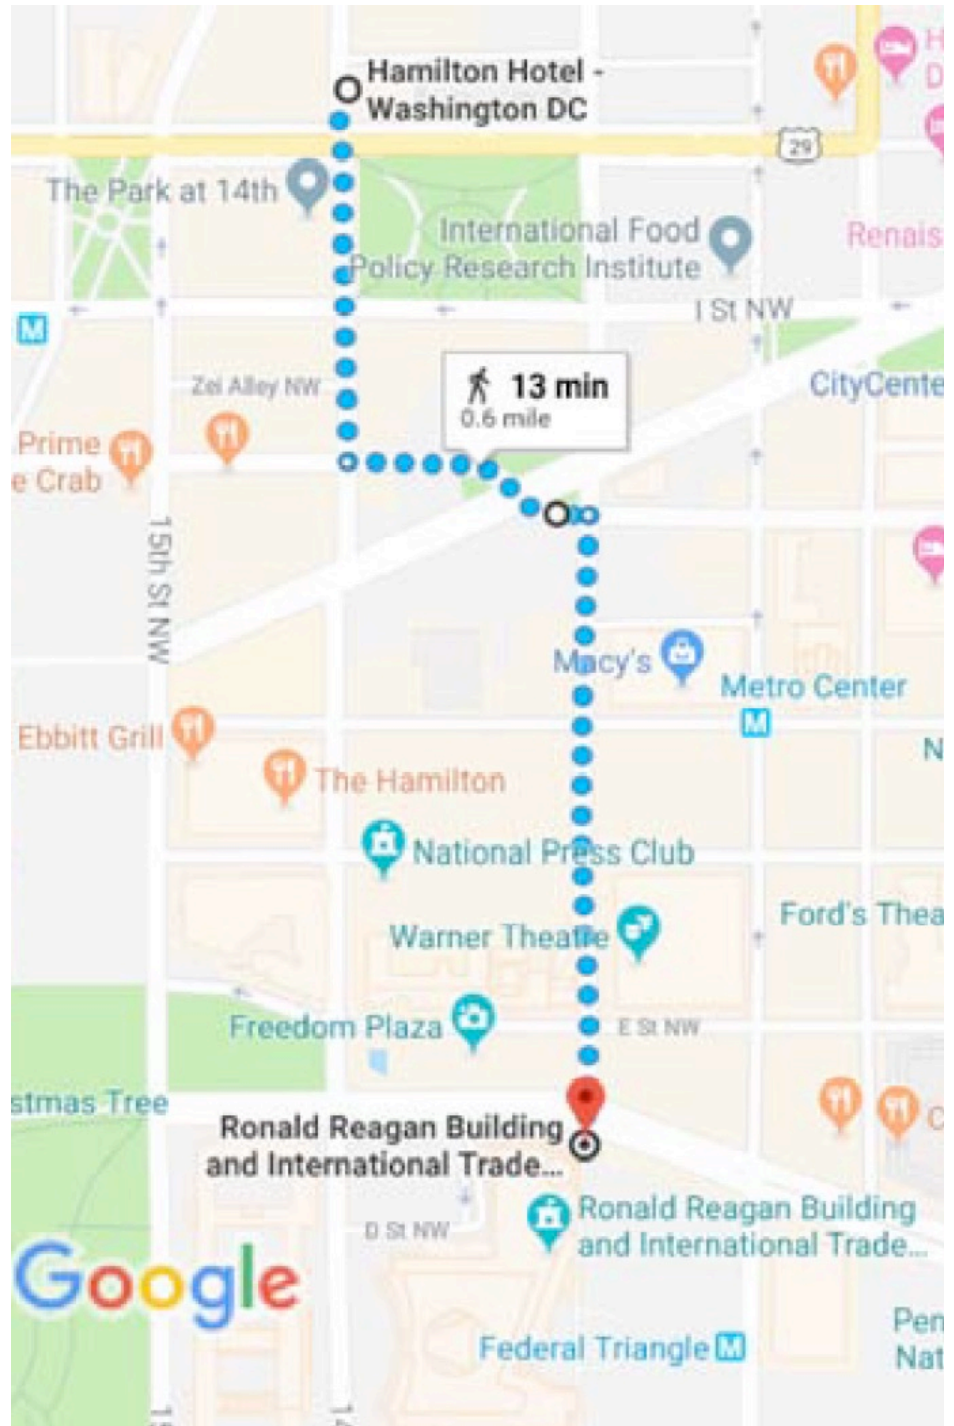 Hamilton Hotel -
Washington DC
H
D
29
The Park at 14th
International Food
Policy Research Institute
Renais
I St NW
M
Zei Alley NW
13 min
0.6 mile
CityCente
Prime
e Crab
15th St NW
Macy's
Metro Center
M
Ebbitt Grill
N
The Hamilton
National Press Club
Ford's Thea
Warner Theatre
Freedom Plaza
E St NW
stmas Tree
Ronald Reagan Building
and International Trade...
C
D St NW
Ronald Reagan Building
and International Trade...
Google
Federal Triangle M
Pen
Nat